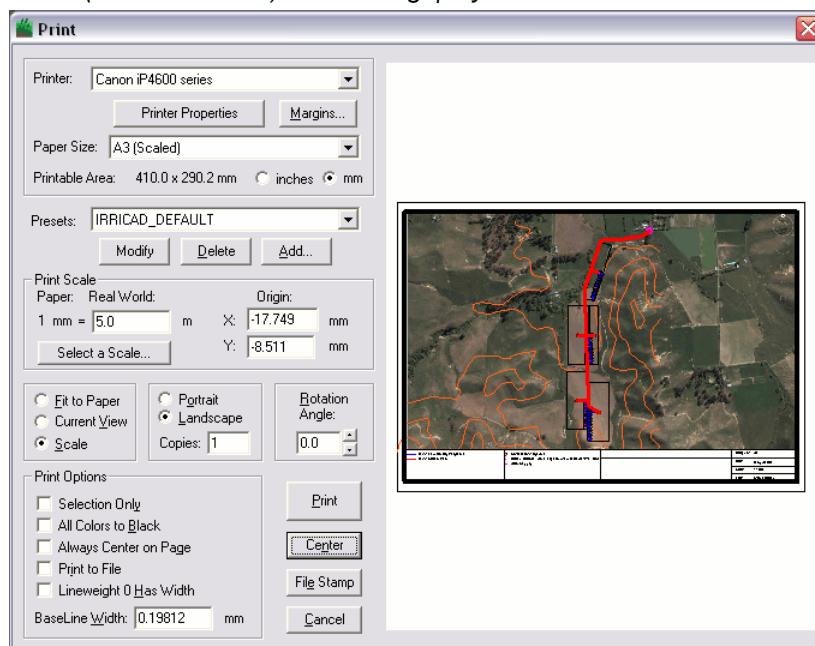 Print
Printer: Canon iP4600 series
Printer Properties Margins...
Paper Size: A3 (Scaled)
Printable Area: 410.0 x 290.2 mm inches mm
Presets: IRRICAD_DEFAULT
Modify Delete Add...
Print Scale
Paper: Real World: Origin:
1 mm = 5.0 m X: -17.749 mm
Select a Scale... Y: -8.511 mm
Fit to Paper
Current View
Scale
Portrait
Landscape
Copies: 1
Rotation
Angle:
0.0
Print Options
Selection Only
All Colors to Black
Always Center on Page
Print to File
Lineweight 0 Has Width
BaseLine Width: 0.19812 mm
Print
Center
File Stamp
Cancel